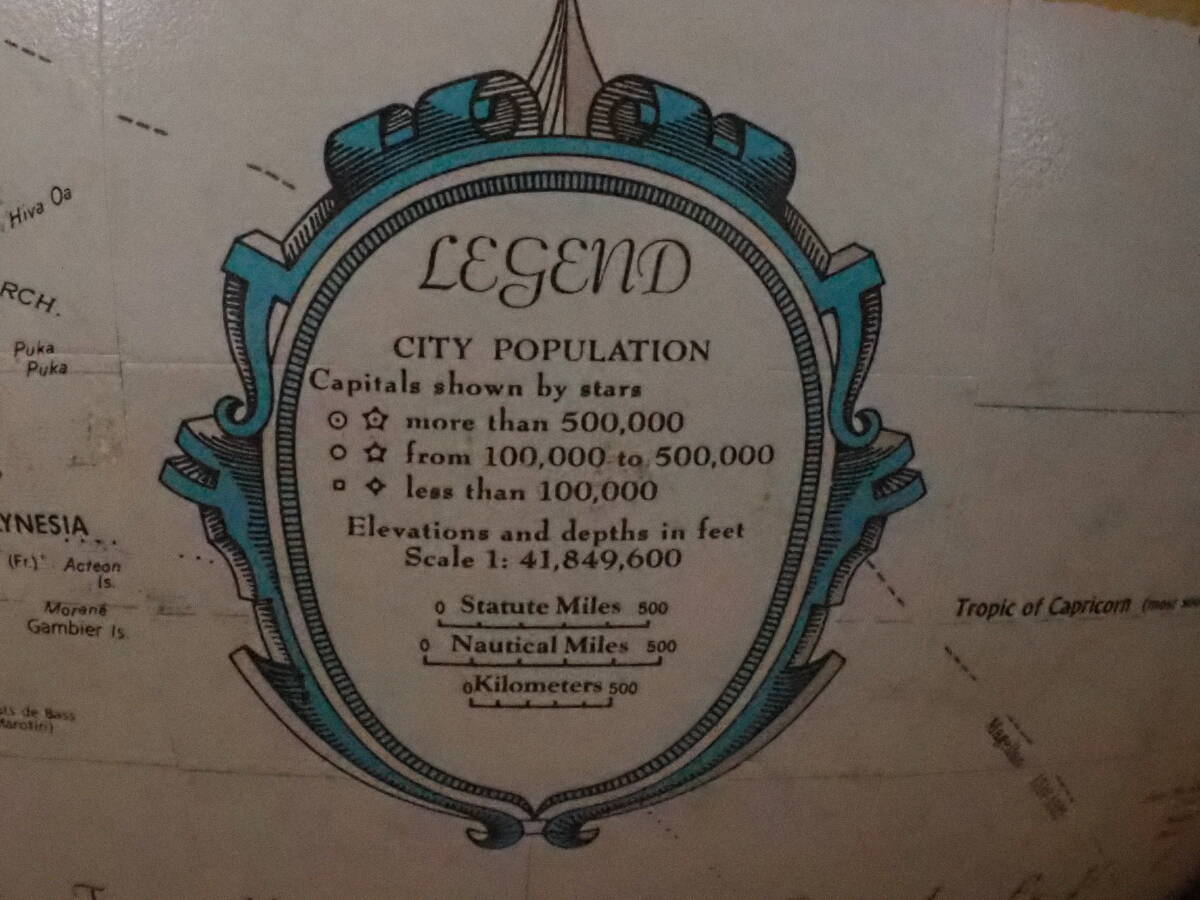 Hiva Oa
RCH.
Puka
Puka
YNESIA
(Fr.) Acteon
Is.
Morane
Gambier Is.
LEGEND
CITY POPULATION
Capitals shown by stars
more than 500,000
from 100,000 to 500,000
less than 100,000
Elevations and depths in feet
Scale 1: 41,849,600
0 Statute Miles 500
0 Nautical Miles 500
0 Kilometers 500
Tropic of Capricorn
de Bass